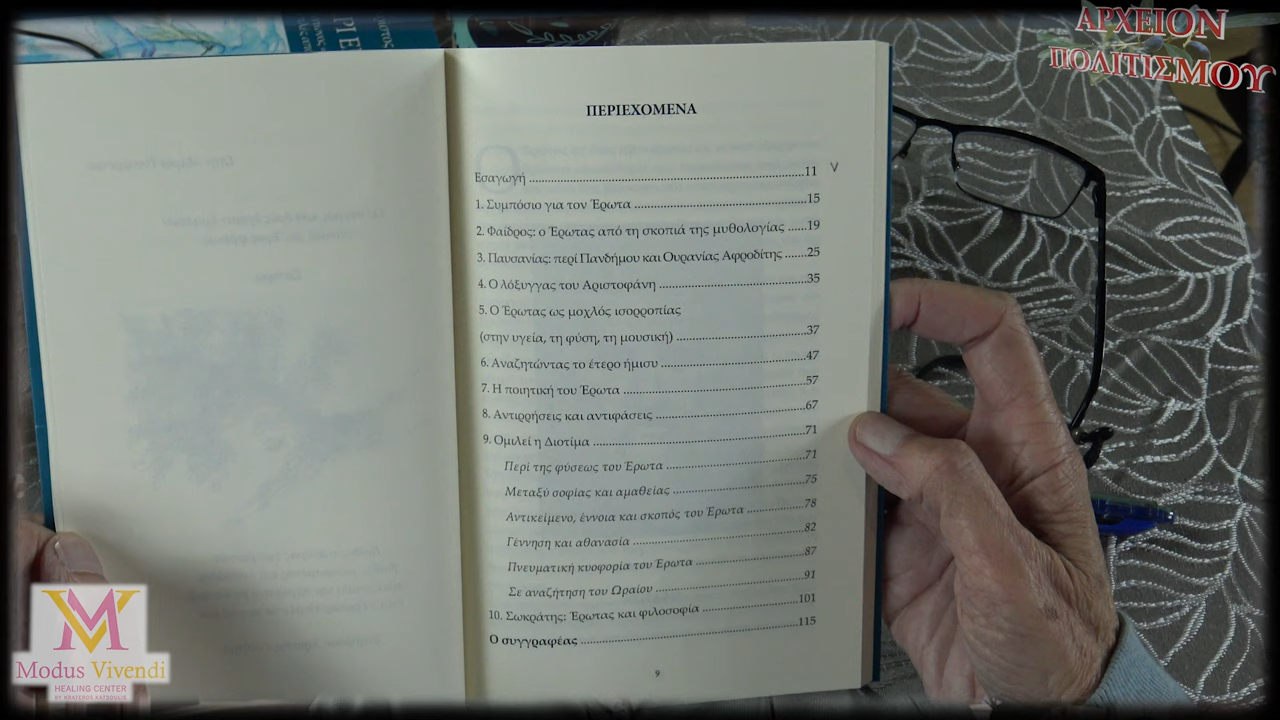 ΑΡΧΕΙΟΝ
ΠΟΛΙΤΙΣΜΟΥ
ΠΕΡΙΕΧΟΜΕΝΑ
Εσαγωγή ..........11 V
1. Συμπόσιο για τον Έρωτα ..........15
2. Φαίδρος: ο Έρωτας από τη σκοπιά της μυθολογίας ......19
3. Παυσανίας: περί Πανδήμου και Ουρανίας Αφροδίτης .......25
4. Ο λόξυγγας του Αριστοφάνη ..........35
5. Ο Έρωτας ως μοχλός ισορροπίας
(στην υγεία, τη φύση, τη μουσική) ..........37
6. Αναζητώντας το έτερο ήμισυ ..........47
7. Η ποιητική του Έρωτα ..........57
8. Αντιρρήσεις και αντιφάσεις ..........67
9. Ομιλεί η Διοτίμα ..........71
Περί της φύσεως του Έρωτα ..........71
Μεταξύ σοφίας και αμαθείας ..........75
Αντικείμενο, έννοια και σκοπός του Έρωτα ..........78
Γέννηση και αθανασία ..........82
Πνευματική κυοφορία του Έρωτα ..........87
Σε αναζήτηση του Ωραίου ..........91
10. Σωκράτης: Έρωτας και φιλοσοφία ..........101
Ο συγγραφέας ..........115
9
Modus Vivendi
HEALING CENTER
BY KRATEROS KATSOULIS